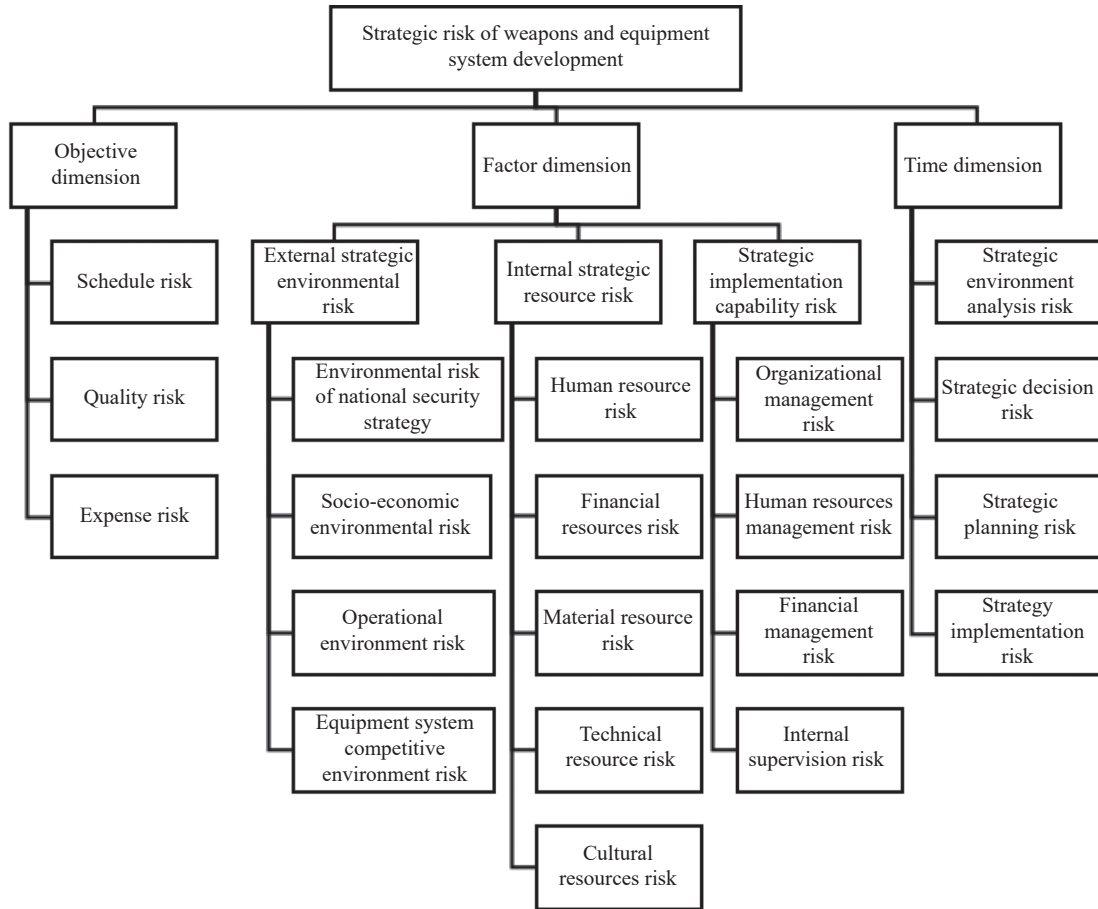 Strategic risk of weapons and equipment
system development
Objective
dimension
Schedule risk
Quality risk
Expense risk
Factor dimension
External strategic
environmental
risk
Environmental risk
of national security
strategy
Socio-economic
environmental risk
Operational
environment risk
Equipment system
competitive
environment risk
Internal strategic
resource risk
Human resource
risk
Financial
resources risk
Material resource
risk
Technical
resource risk
Cultural
resources risk
Strategic
implementation
capability risk
Organizational
management
risk
Human resources
management risk
Financial
management
risk
Internal
supervision risk
Time dimension
Strategic
environment
analysis risk
Strategic decision
risk
Strategic
planning risk
Strategy
implementation
risk